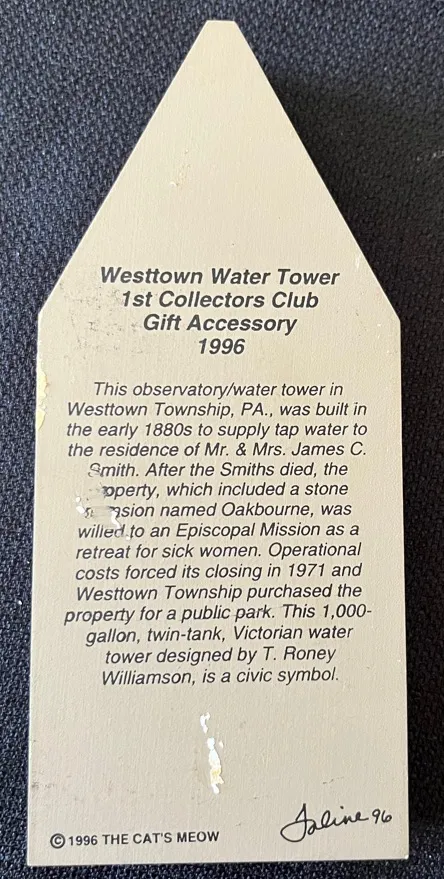 Westtown Water Tower
1st Collectors Club
Gift Accessory
1996
This observatory/water tower in
Westtown Township, PA., was built in
the early 1880s to supply tap water to
the residence of Mr. & Mrs. James C.
Smith. After the Smiths died, the
property, which included a stone
mansion named Oakbourne, was
willed to an Episcopal Mission as a
retreat for sick women. Operational
costs forced its closing in 1971 and
Westtown Township purchased the
property for a public park. This 1,000-
gallon, twin-tank, Victorian water
tower designed by T. Roney
Williamson, is a civic symbol.
Faline 96
© 1996 THE CAT'S MEOW